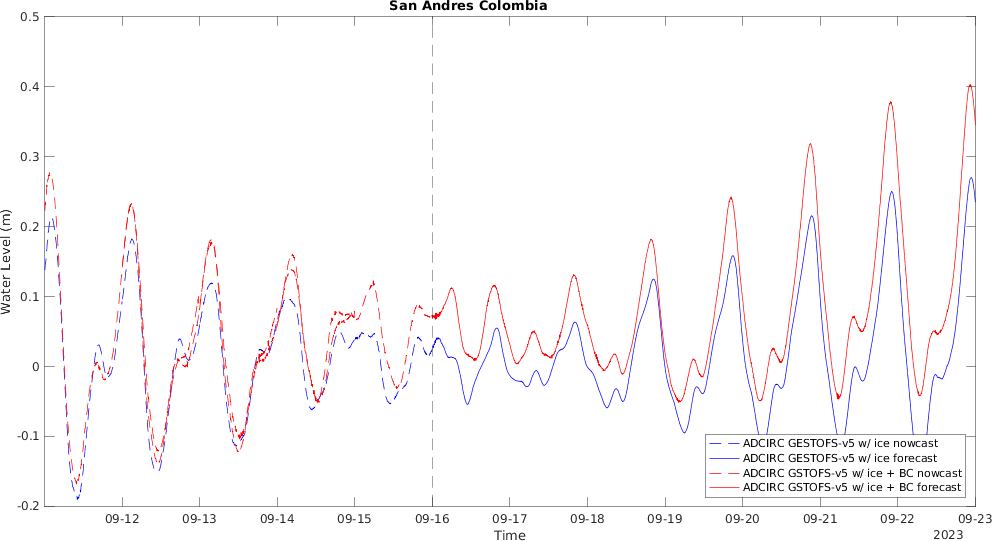 San Andres Colombia
Water Level (m)
0.5
0.4
0.3
0.2
0.1
0
-0.1
-0.2
ADCIRC GESTOFS-v5 w/ ice nowcast
ADCIRC GESTOFS-v5 w/ ice forecast
ADCIRC GSTOFS-v5 w/ ice + BC nowcast
ADCIRC GSTOFS-v5 w/ ice + BC forecast
09-12 09-13 09-14 09-15 09-16 09-17 09-18 09-19 09-20 09-21 09-22 09-23
Time
2023